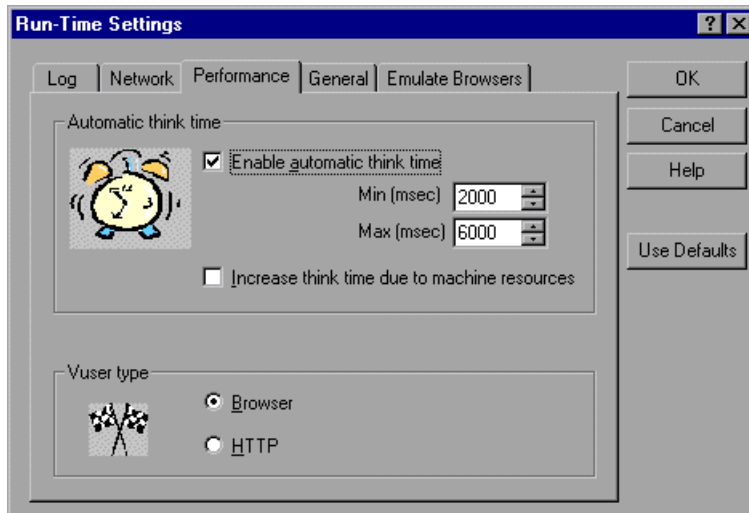 Run-Time Settings
Log Network Performance General Emulate Browsers
OK
Cancel
Help
Use Defaults
Automatic think time
Enable automatic think time
Min (msec) 2000
Max (msec) 6000
Increase think time due to machine resources
Vuser type
Browser
HTTP